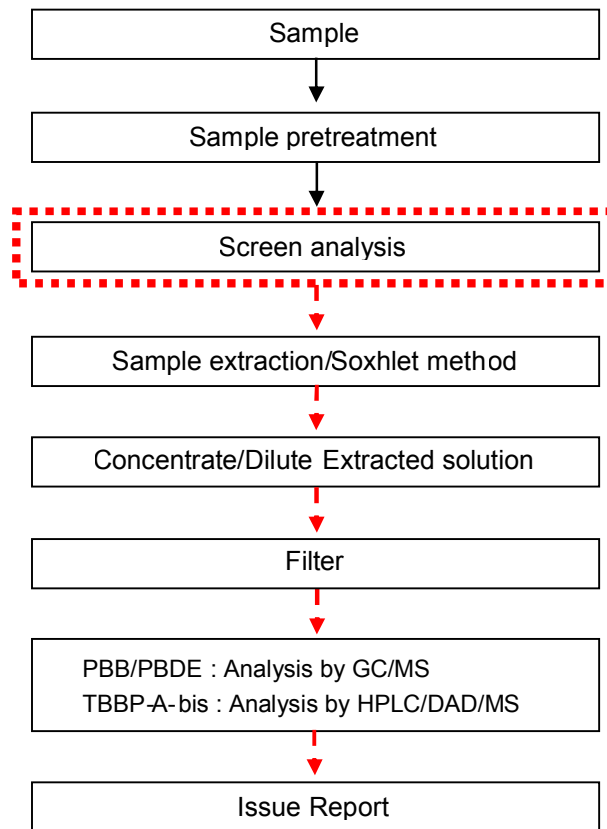 Sample
Sample pretreatment
Screen analysis
Sample extraction/Soxhlet method
Concentrate/Dilute Extracted solution
Filter
PBB/PBDE : Analysis by GC/MS
TBBP-A-bis : Analysis by HPLC/DAD/MS
Issue Report